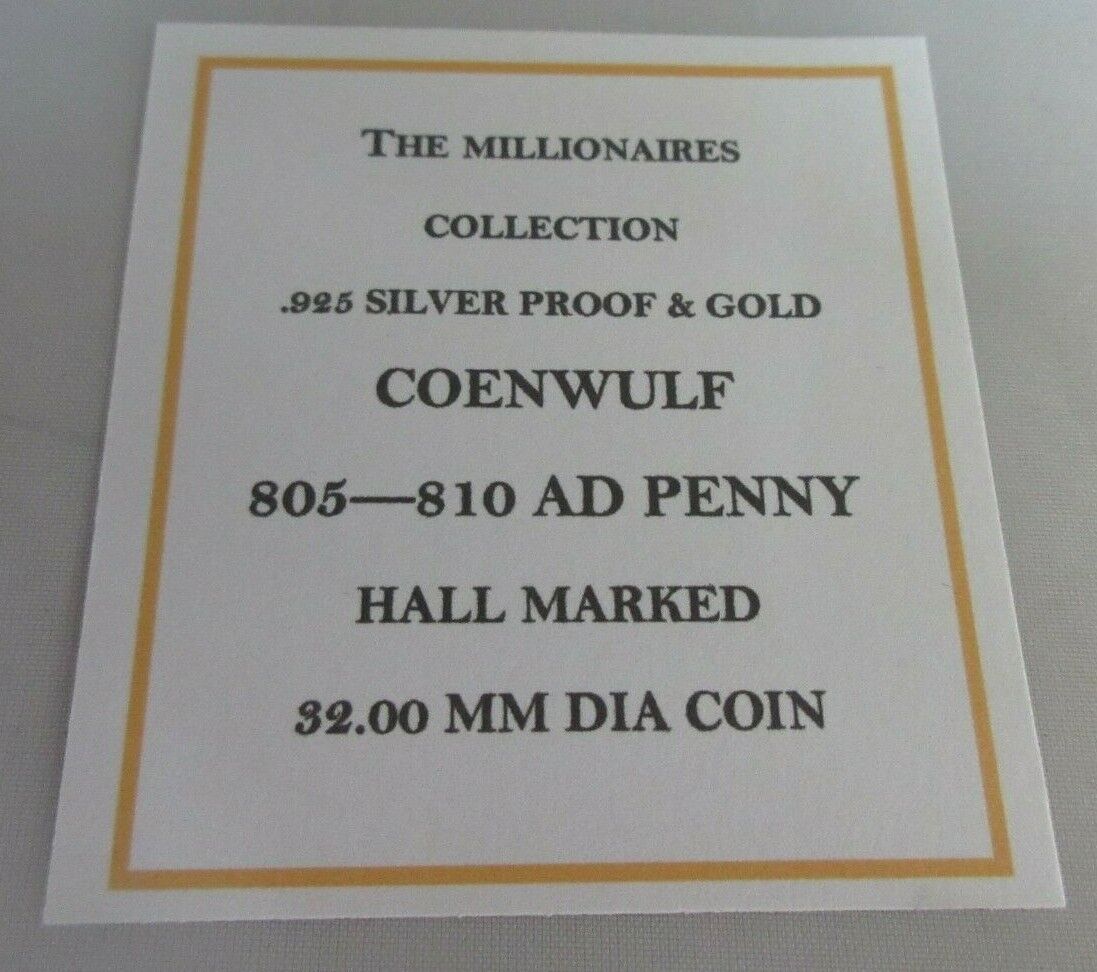 THE MILLIONAIRES
COLLECTION
.925 SILVER PROOF & GOLD
COENWULF
805—810 AD PENNY
HALL MARKED
32.00 MM DIA COIN